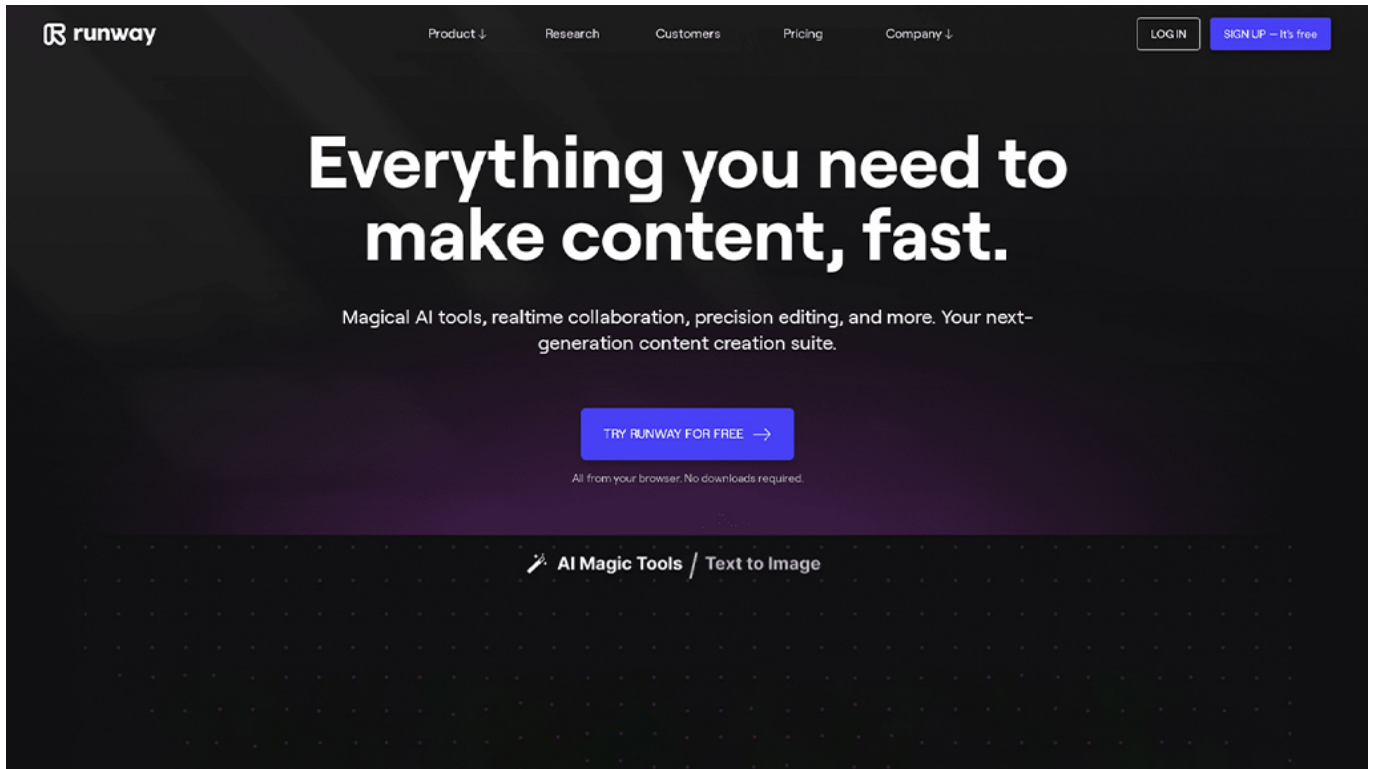 runway
Product ↓
Research
Customers
Pricing
Company ↓
LOG IN
SIGN UP — It's free
Everything you need to
make content, fast.
Magical AI tools, realtime collaboration, precision editing, and more. Your next-
generation content creation suite.
TRY RUNWAY FOR FREE →
All from your browser. No downloads required.
AI Magic Tools / Text to Image